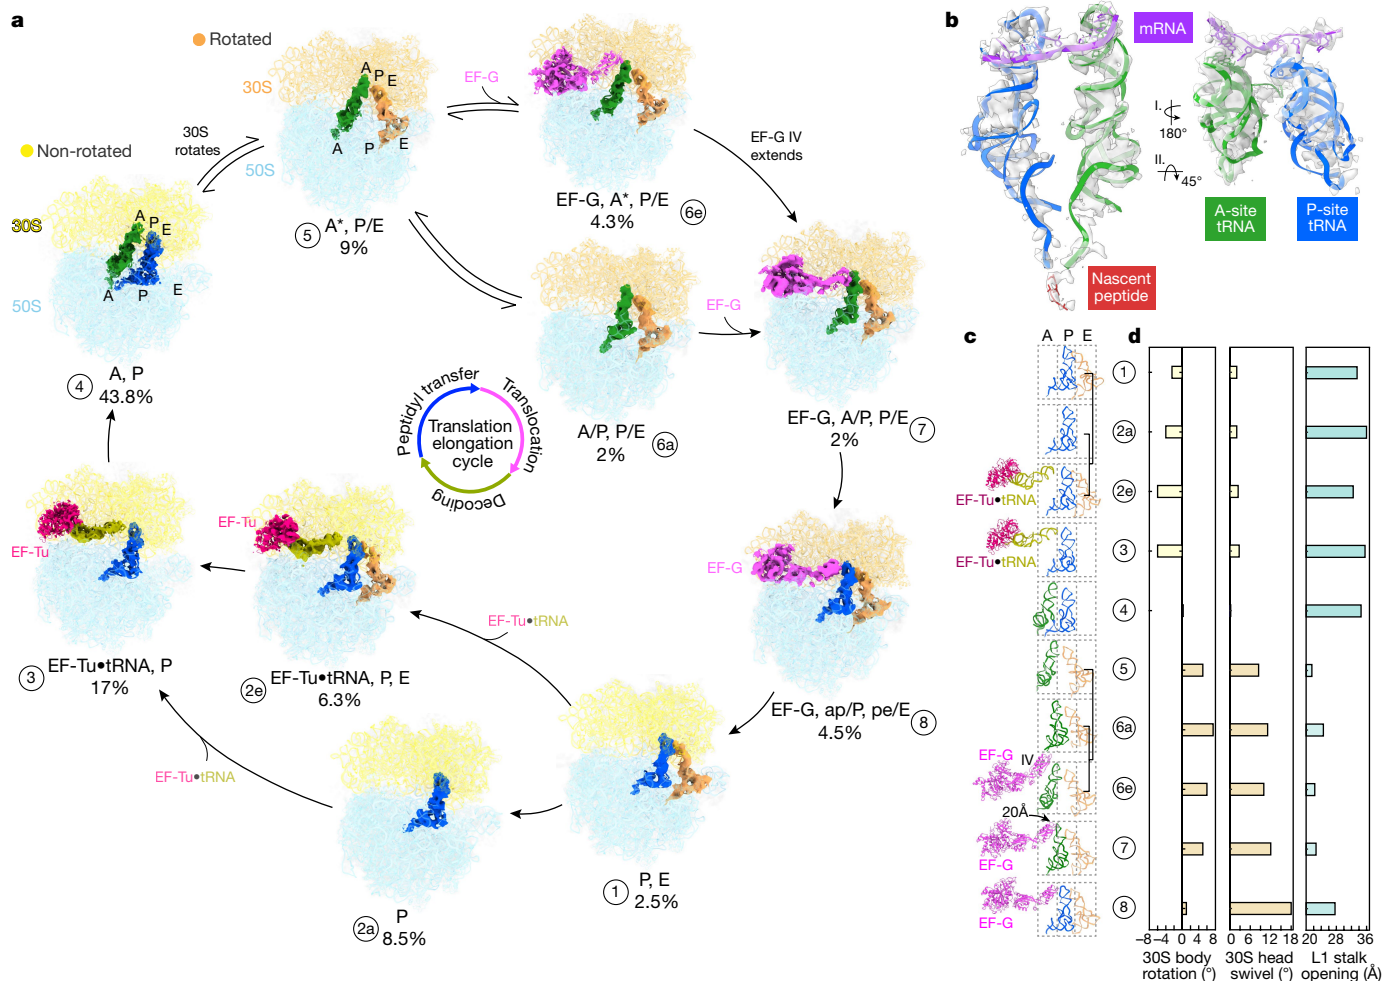 a
Rotated
Non-rotated
30S
50S
A P E
A P E
5 A*, P/E
9%
30S
rotates
EF-G
EF-G, A*, P/E
4.3%
6e
EF-G IV
extends
30S
50S
A P E
A P E
4 A, P
43.8%
A/P, P/E
2%
6a
EF-G
EF-G, A/P, P/E
2%
7
Peptidyl transfer
Translocation
Decoding
Translation
elongation
cycle
EF-Tu
3 EF-Tu•tRNA, P
17%
EF-Tu
2e EF-Tu•tRNA, P, E
6.3%
EF-Tu•tRNA
EF-G
EF-G, ap/P, pe/E
4.5%
8
EF-Tu•tRNA
P
2a 8.5%
P, E
1 2.5%
b
mRNA
I.
180°
II.
45°
A-site
tRNA
P-site
tRNA
Nascent
peptide
c
A P E
1
2a
EF-Tu•tRNA
2e
EF-Tu•tRNA
3
4
5
6a
EF-G
IV
6e
20Å
EF-G
7
EF-G
8
d
−8 −4 0 4 8
30S body
rotation (°)
0 6 12 18
30S head
swivel (°)
20 28 36
L1 stalk
opening (Å)